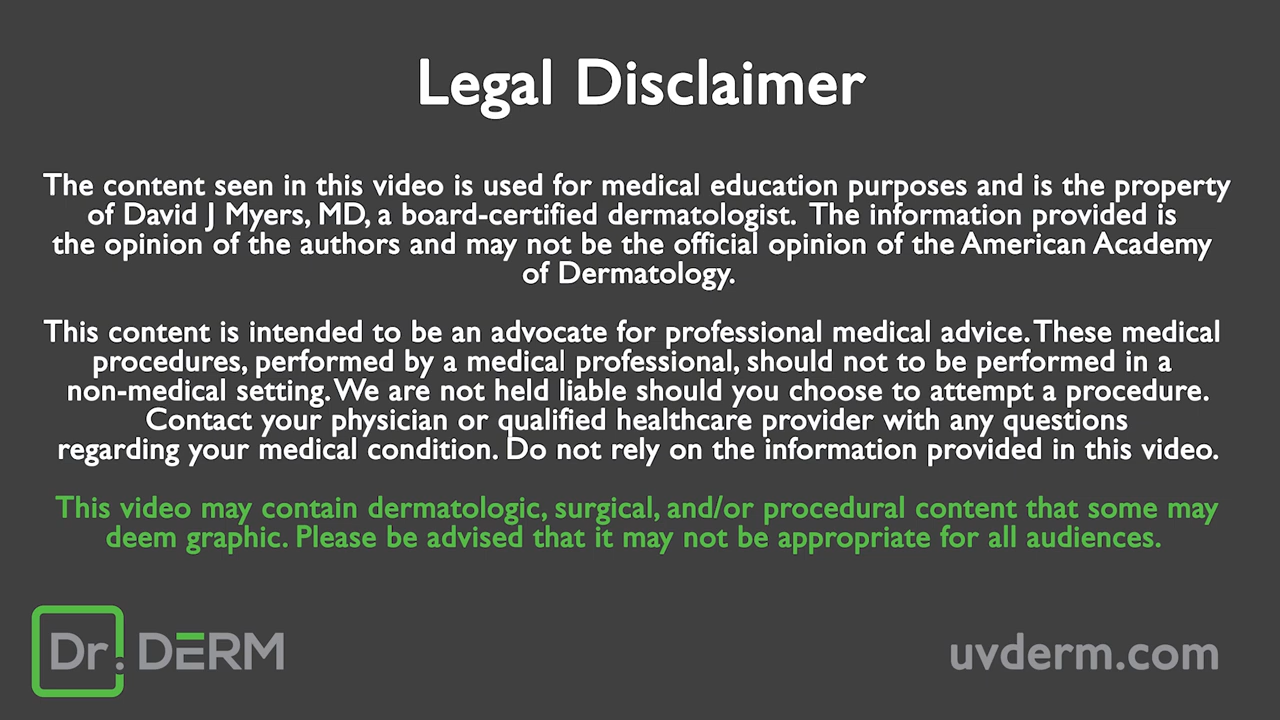 Legal Disclaimer
The content seen in this video is used for medical education purposes and is the property
of David J Myers, MD, a board-certified dermatologist.  The information provided is
the opinion of the authors and may not be the official opinion of the American Academy
of Dermatology.
This content is intended to be an advocate for professional medical advice. These medical
procedures, performed by a medical professional, should not to be performed in a
non-medical setting. We are not held liable should you choose to attempt a procedure.
Contact your physician or qualified healthcare provider with any questions
regarding your medical condition. Do not rely on the information provided in this video.
This video may contain dermatologic, surgical, and/or procedural content that some may
deem graphic. Please be advised that it may not be appropriate for all audiences.
Dr. DERM
uvderm.com